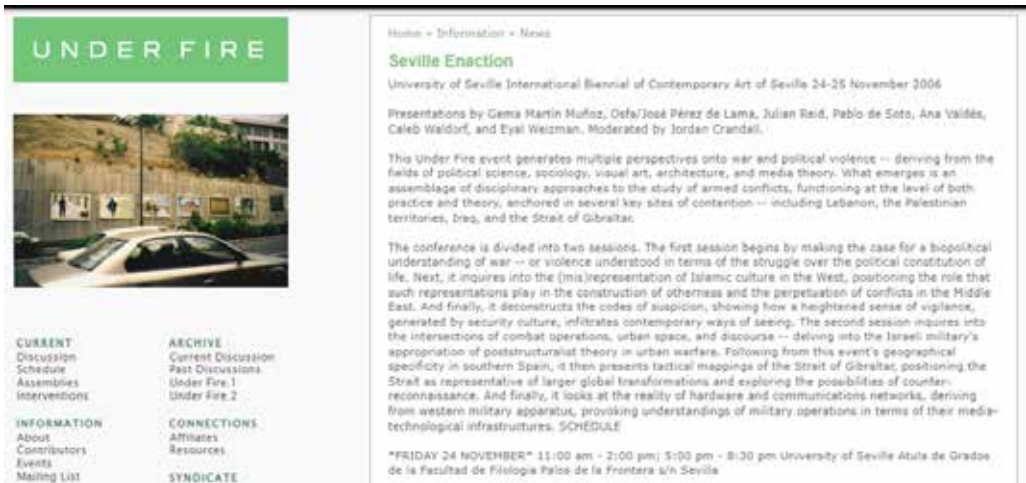 UNDER FIRE
CURRENT
Discussion
Schedule
Assemblies
Interventions
INFORMATION
About
Contributors
Events
Mailing List
ARCHIVE
Current Discussion
Past Discussions
Under Fire 1
Under Fire 2
CONNECTIONS
Affiliates
Resources
SYNDICATE
Home » Information » News
Seville Enaction
University of Seville International Biennial of Contemporary Art of Seville 24-25 November 2006
Presentations by Gema Martin Muñoz, Osfa/José Pérez de Lama, Julian Reid, Pablo de Soto, Ana Valdés,
Caleb Waldorf, and Eyal Weizman. Moderated by Jordan Crandall.
This Under Fire event generates multiple perspectives onto war and political violence -- deriving from the
fields of political science, sociology, visual art, architecture, and media theory. What emerges is an
assemblage of disciplinary approaches to the study of armed conflicts, functioning at the level of both
practice and theory, anchored in several key sites of contention -- including Lebanon, the Palestinian
territories, Iraq, and the Strait of Gibraltar.
The conference is divided into two sessions. The first session begins by making the case for a biopolitical
understanding of war -- or violence understood in terms of the struggle over the political constitution of
life. Next, it inquires into the (mis)representation of Islamic culture in the West, positioning the role that
such representations play in the construction of otherness and the perpetuation of conflicts in the Middle
East. And finally, it deconstructs the codes of suspicion, showing how a heightened sense of vigilance,
generated by security culture, infiltrates contemporary ways of seeing. The second session inquires into
the intersections of combat operations, urban space, and discourse -- delving into the Israeli military's
appropriation of poststructuralist theory in urban warfare. Following from this event's geographical
specificity in southern Spain, it then presents tactical mappings of the Strait of Gibraltar, positioning the
Strait as representative of larger global transformations and exploring the possibilities of counter-
reconnaissance. And finally, it looks at the reality of hardware and communications networks, deriving
from western military apparatus, provoking understandings of military operations in terms of their media-
technological infrastructures. SCHEDULE
*FRIDAY 24 NOVEMBER* 11:00 am - 2:00 pm; 5:00 pm - 8:30 pm University of Seville Atula de Grados
de la Facultad de Filologia Palos de la Frontera s/n Sevilla